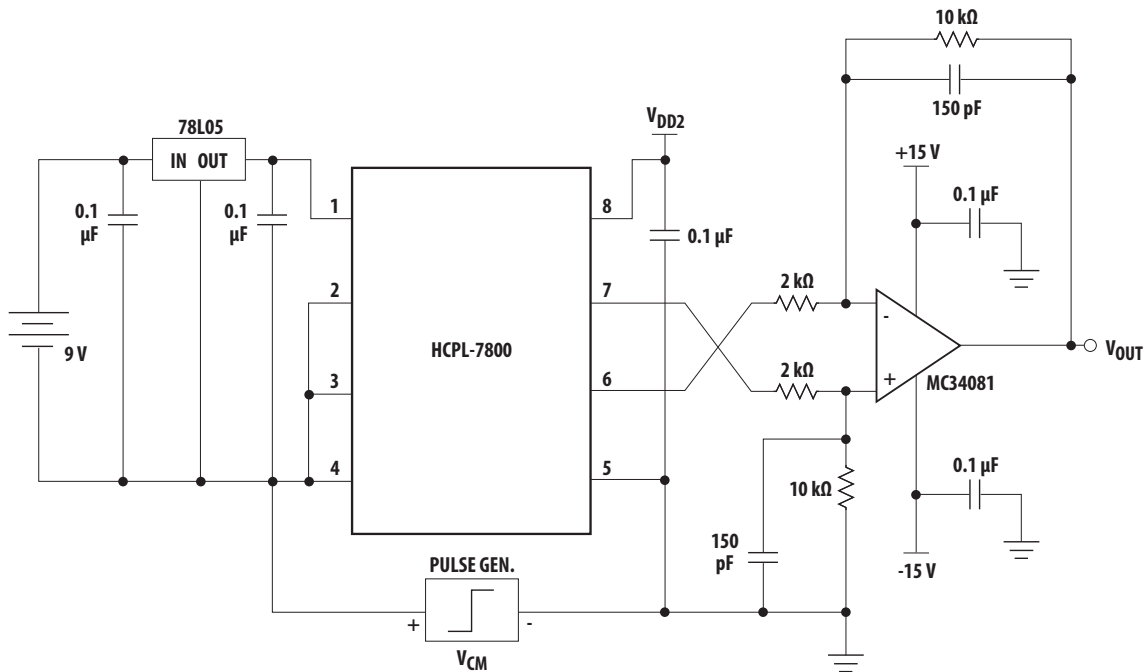 10 kΩ
150 pF
78L05
IN OUT
V_DD2
+15 V
0.1
µF
0.1
µF
1
8
0.1 µF
0.1 µF
2
7
2 kΩ
-
9 V
HCPL-7800
V_OUT
3
6
2 kΩ
+
MC34081
4
5
10 kΩ
0.1 µF
150
pF
-15 V
PULSE GEN.
+
-
V_CM